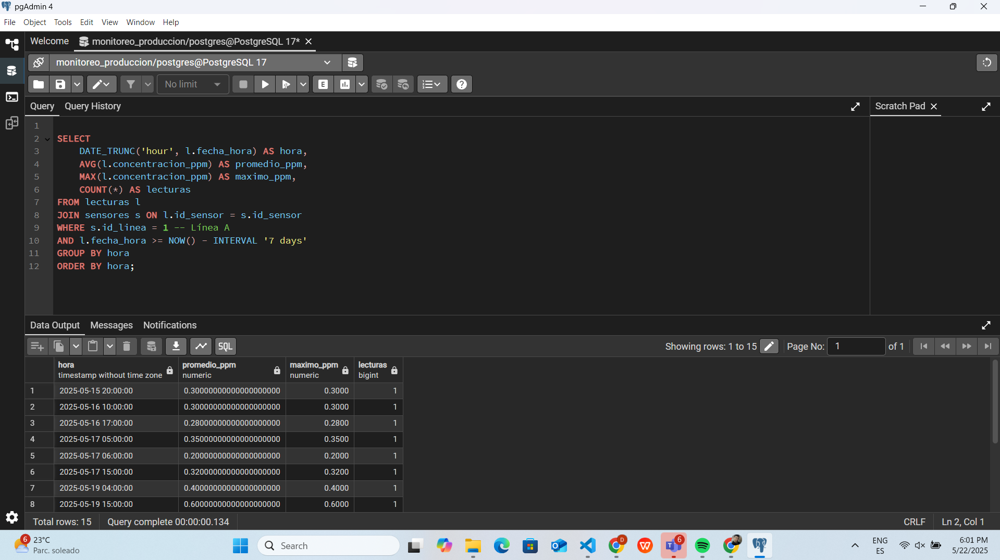 pgAdmin 4
File Object Tools Edit View Window Help
Welcome monitoreo_produccion/postgres@PostgreSQL 17*
monitoreo_produccion/postgres@PostgreSQL 17
No limit
E
SQL
Query Query History
Scratch Pad
1
2 SELECT
3 DATE_TRUNC('hour', l.fecha_hora) AS hora,
4 AVG(l.concentracion_ppm) AS promedio_ppm,
5 MAX(l.concentracion_ppm) AS maximo_ppm,
6 COUNT(*) AS lecturas
7 FROM lecturas l
8 JOIN sensores s ON l.id_sensor = s.id_sensor
9 WHERE s.id_linea = 1 -- Línea A
10 AND l.fecha_hora >= NOW() - INTERVAL '7 days'
11 GROUP BY hora
12 ORDER BY hora;
Data Output Messages Notifications
Showing rows: 1 to 15 Page No: 1 of 1
hora promedio_ppm maximo_ppm lecturas
timestamp without time zone numeric numeric bigint
1 2025-05-15 20:00:00 0.30000000000000000000 0.3000 1
2 2025-05-16 10:00:00 0.30000000000000000000 0.3000 1
3 2025-05-16 17:00:00 0.28000000000000000000 0.2800 1
4 2025-05-17 05:00:00 0.35000000000000000000 0.3500 1
5 2025-05-17 06:00:00 0.20000000000000000000 0.2000 1
6 2025-05-17 15:00:00 0.32000000000000000000 0.3200 1
7 2025-05-19 04:00:00 0.40000000000000000000 0.4000 1
8 2025-05-19 15:00:00 0.60000000000000000000 0.6000 1
Total rows: 15 Query complete 00:00:00.134 CRLF Ln 2, Col 1
6 23°C
Parc. soleado
Search
D
W
T 6
ENG
ES
6:01 PM
5/22/2025